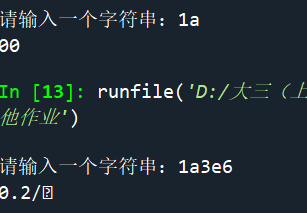 请输入一个字符串：1a
00
In [13]: runfile('D:/大三（上
他作业')
请输入一个字符串：1a3e6
0.2/